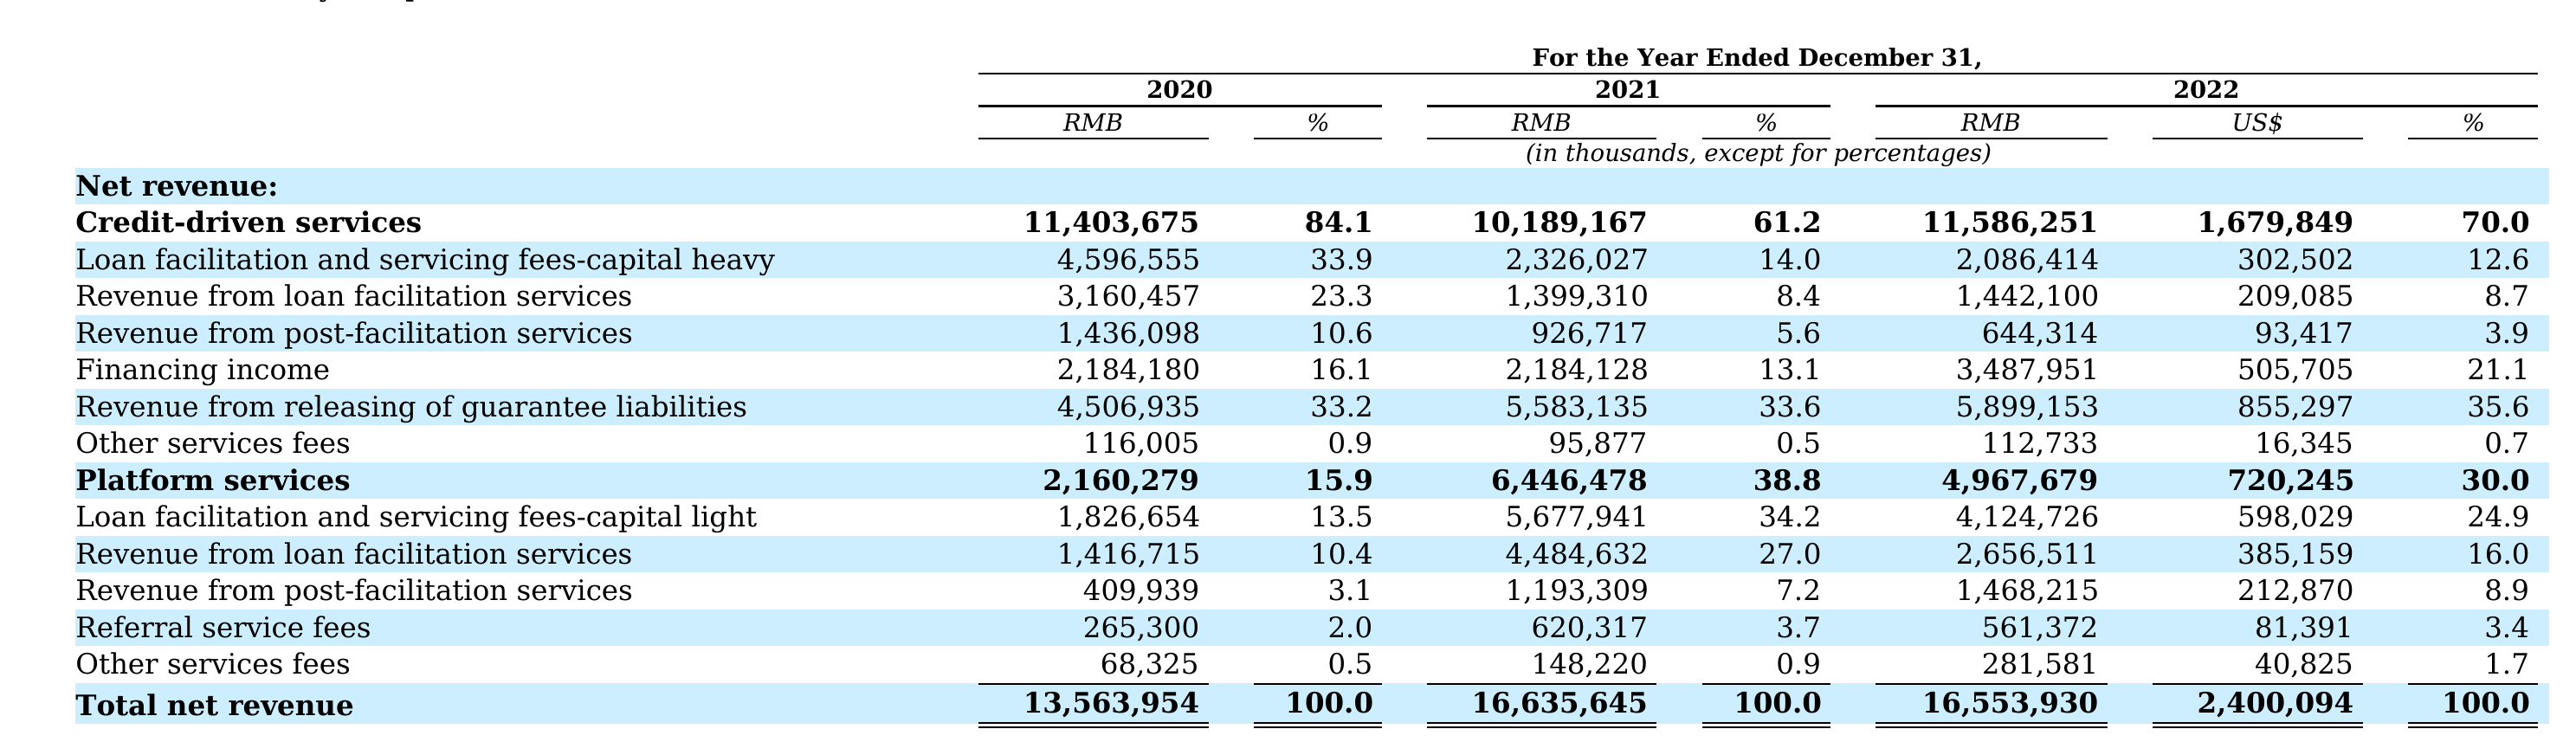 For the Year Ended December 31,
2020 2021 2022
RMB % RMB % RMB US$ %
(in thousands, except for percentages)
Net revenue:
Credit-driven services 11,403,675 84.1 10,189,167 61.2 11,586,251 1,679,849 70.0
Loan facilitation and servicing fees-capital heavy 4,596,555 33.9 2,326,027 14.0 2,086,414 302,502 12.6
Revenue from loan facilitation services 3,160,457 23.3 1,399,310 8.4 1,442,100 209,085 8.7
Revenue from post-facilitation services 1,436,098 10.6 926,717 5.6 644,314 93,417 3.9
Financing income 2,184,180 16.1 2,184,128 13.1 3,487,951 505,705 21.1
Revenue from releasing of guarantee liabilities 4,506,935 33.2 5,583,135 33.6 5,899,153 855,297 35.6
Other services fees 116,005 0.9 95,877 0.5 112,733 16,345 0.7
Platform services 2,160,279 15.9 6,446,478 38.8 4,967,679 720,245 30.0
Loan facilitation and servicing fees-capital light 1,826,654 13.5 5,677,941 34.2 4,124,726 598,029 24.9
Revenue from loan facilitation services 1,416,715 10.4 4,484,632 27.0 2,656,511 385,159 16.0
Revenue from post-facilitation services 409,939 3.1 1,193,309 7.2 1,468,215 212,870 8.9
Referral service fees 265,300 2.0 620,317 3.7 561,372 81,391 3.4
Other services fees 68,325 0.5 148,220 0.9 281,581 40,825 1.7
Total net revenue 13,563,954 100.0 16,635,645 100.0 16,553,930 2,400,094 100.0